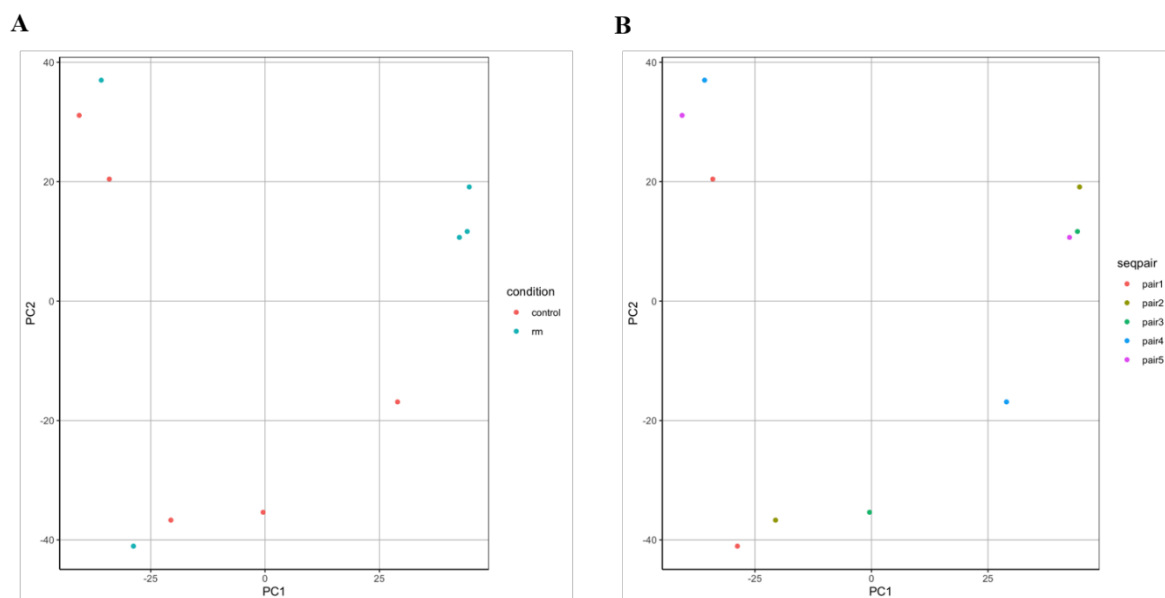 A
40
20
0
-20
-40
PC2
-25
0
25
PC1
condition
control
rm
B
40
20
0
-20
-40
PC2
-25
0
25
PC1
seqpair
pair1
pair2
pair3
pair4
pair5